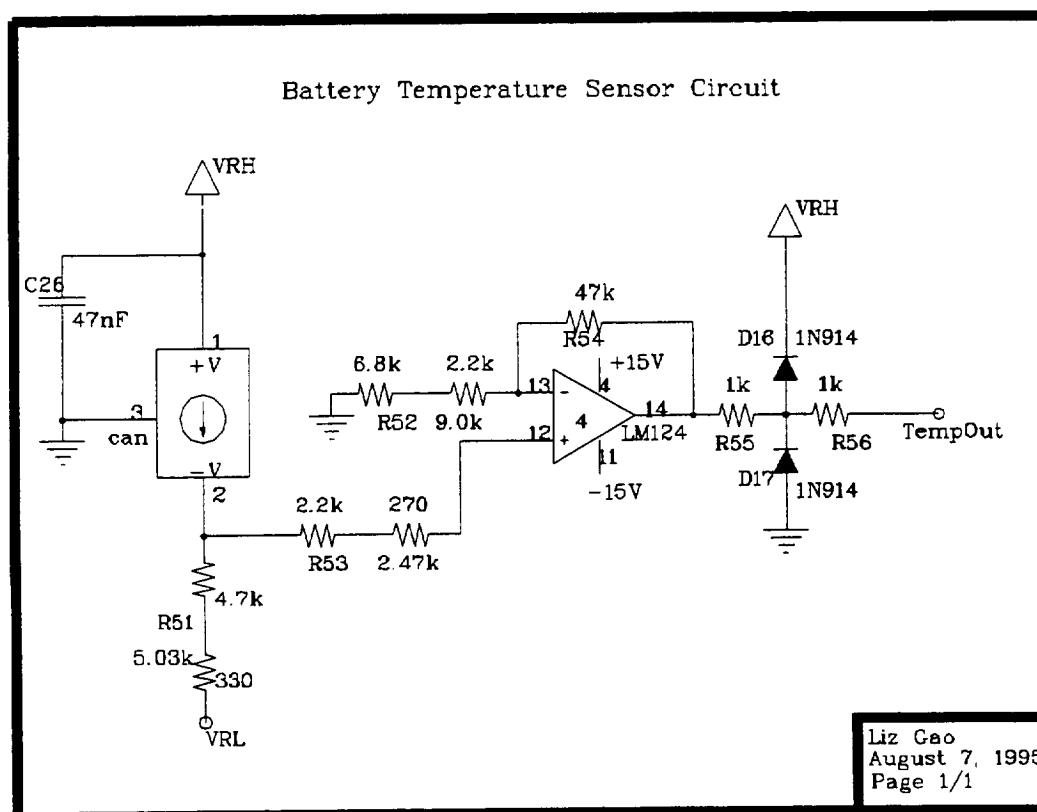 Battery Temperature Sensor Circuit
VRH
VRH
C26
47nF
47k
R54
1
+V
3
can
-V
2
6.8k
2.2k
R52
9.0k
13
-
+15V
4
4
14
LM124
12
+
11
-15V
D16
1N914
1k
1k
R55
R56
TempOut
D17
1N914
2.2k
270
R53
2.47k
4.7k
R51
5.03k
330
VRL
Liz Gao
August 7, 1995
Page 1/1